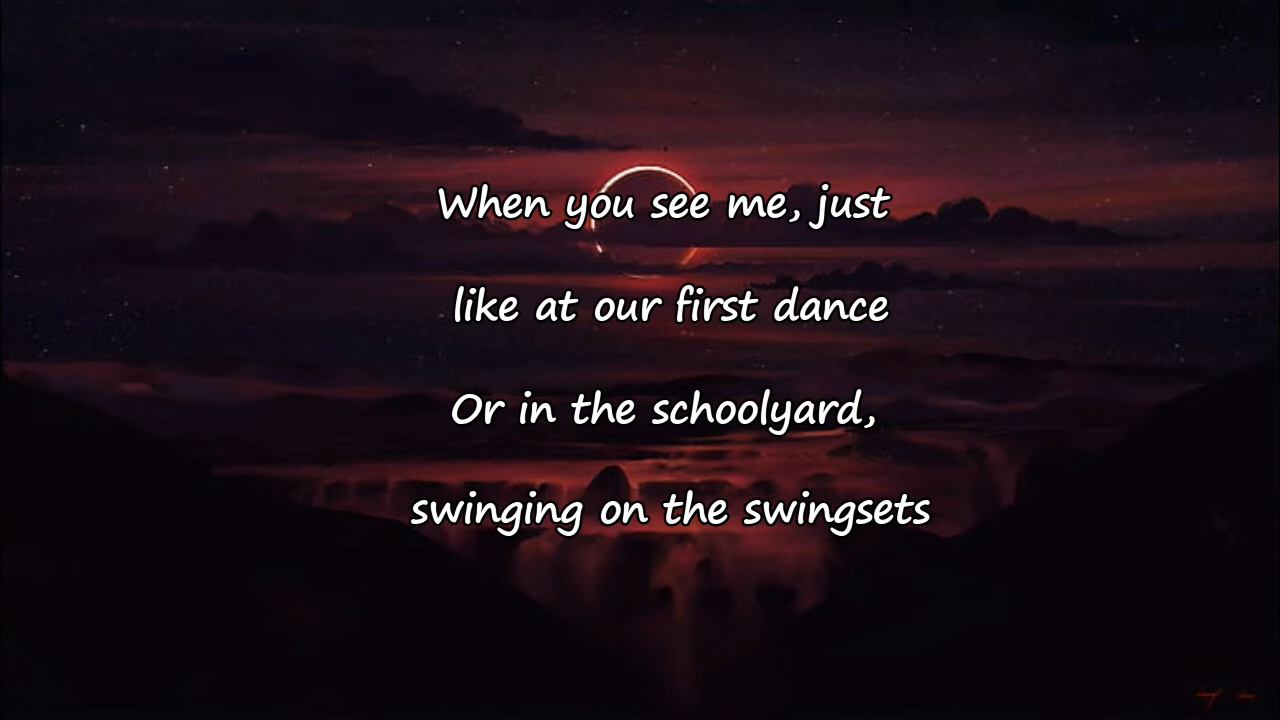 When you see me, just
like at our first dance
Or in the schoolyard,
swinging on the swingsets